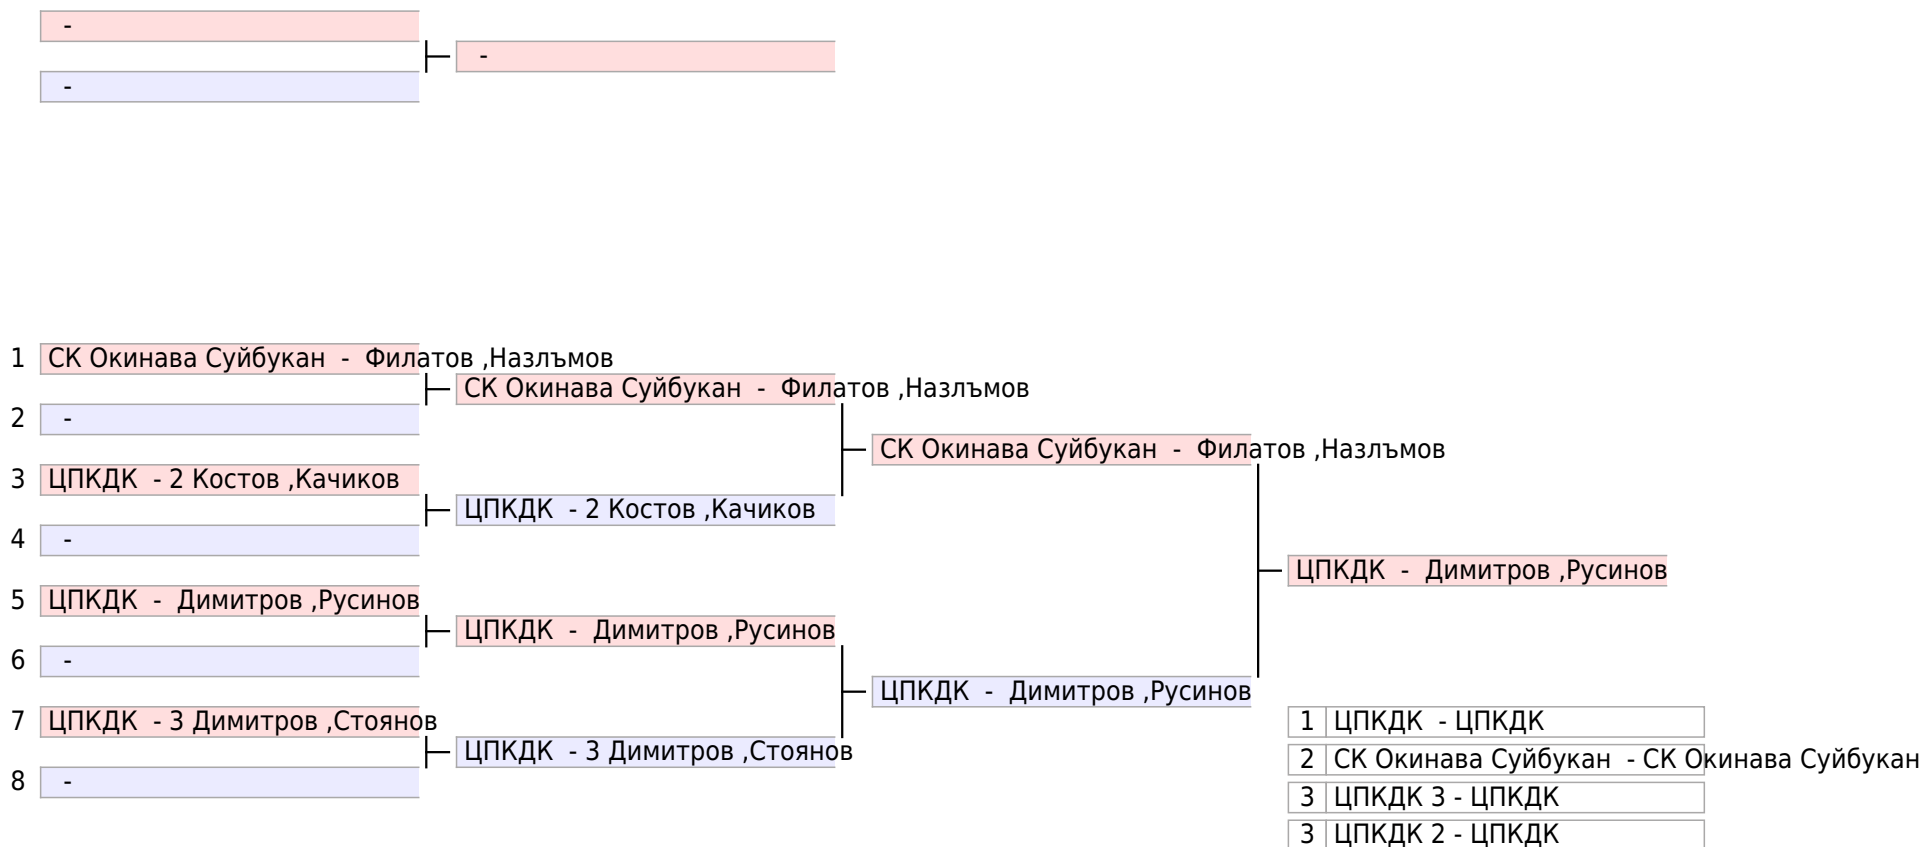 -
-
-
1 СК Окинава Суйбукан - Филатов ,Назлъмов
СК Окинава Суйбукан - Филатов ,Назлъмов
2 -
СК Окинава Суйбукан - Филатов ,Назлъмов
3 ЦПКДК - 2 Костов ,Качиков
ЦПКДК - 2 Костов ,Качиков
4 -
ЦПКДК - Димитров ,Русинов
5 ЦПКДК - Димитров ,Русинов
ЦПКДК - Димитров ,Русинов
6 -
ЦПКДК - Димитров ,Русинов
7 ЦПКДК - 3 Димитров ,Стоянов
ЦПКДК - 3 Димитров ,Стоянов
8 -
1 ЦПКДК - ЦПКДК
2 СК Окинава Суйбукан - СК Окинава Суйбукан
3 ЦПКДК 3 - ЦПКДК
3 ЦПКДК 2 - ЦПКДК